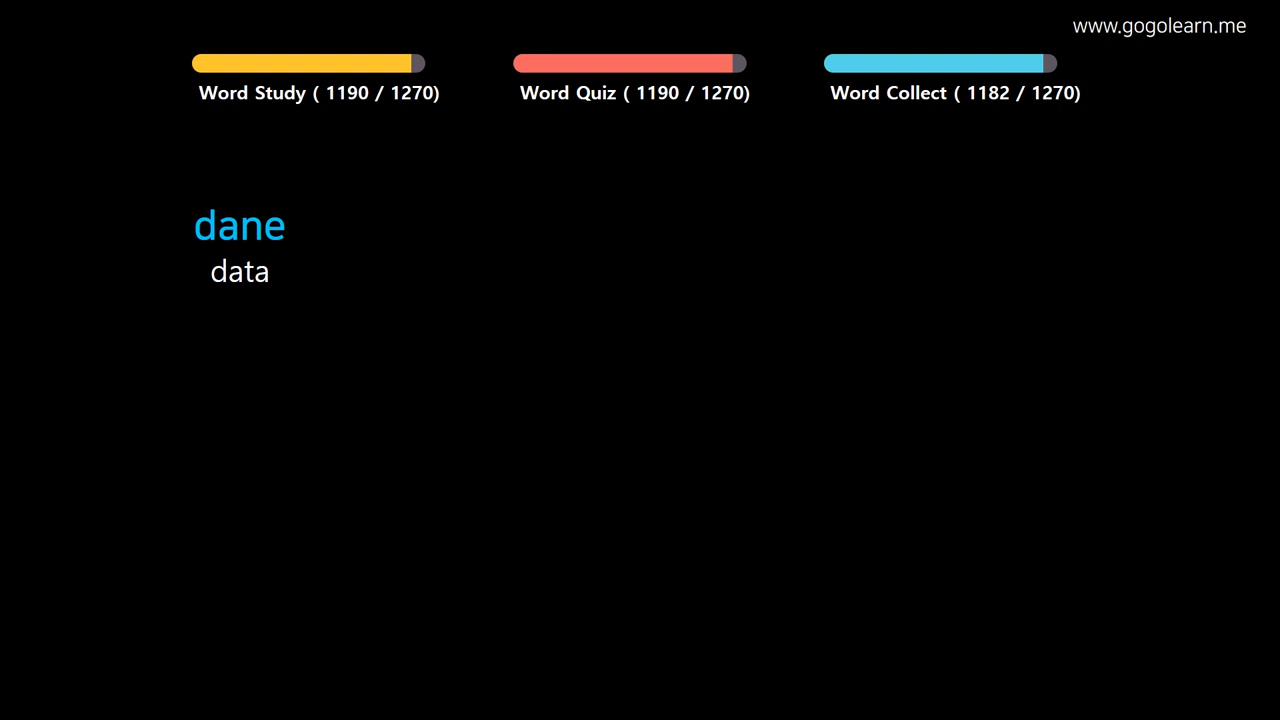 www.gogolearn.me
Word Study ( 1190 / 1270)
Word Quiz ( 1190 / 1270)
Word Collect ( 1182 / 1270)
dane
data